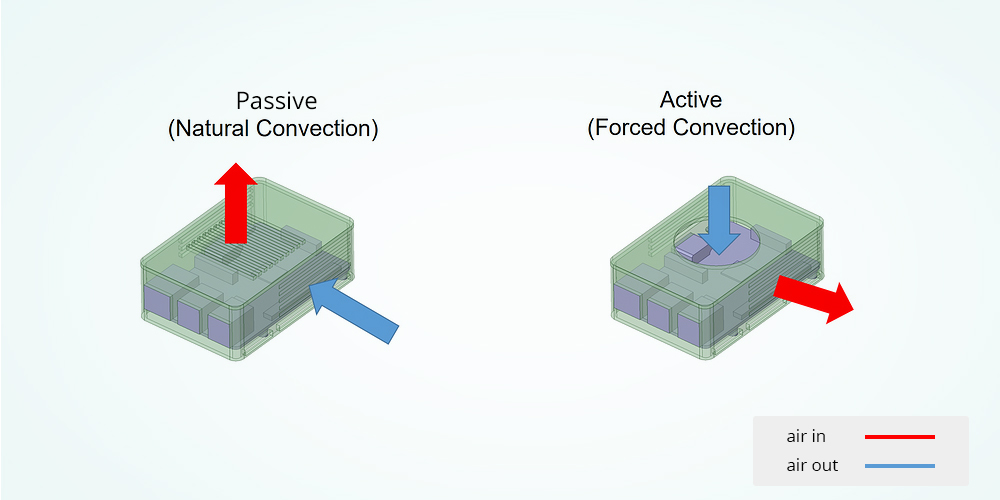 Passive
(Natural Convection)
Active
(Forced Convection)
air in
air out